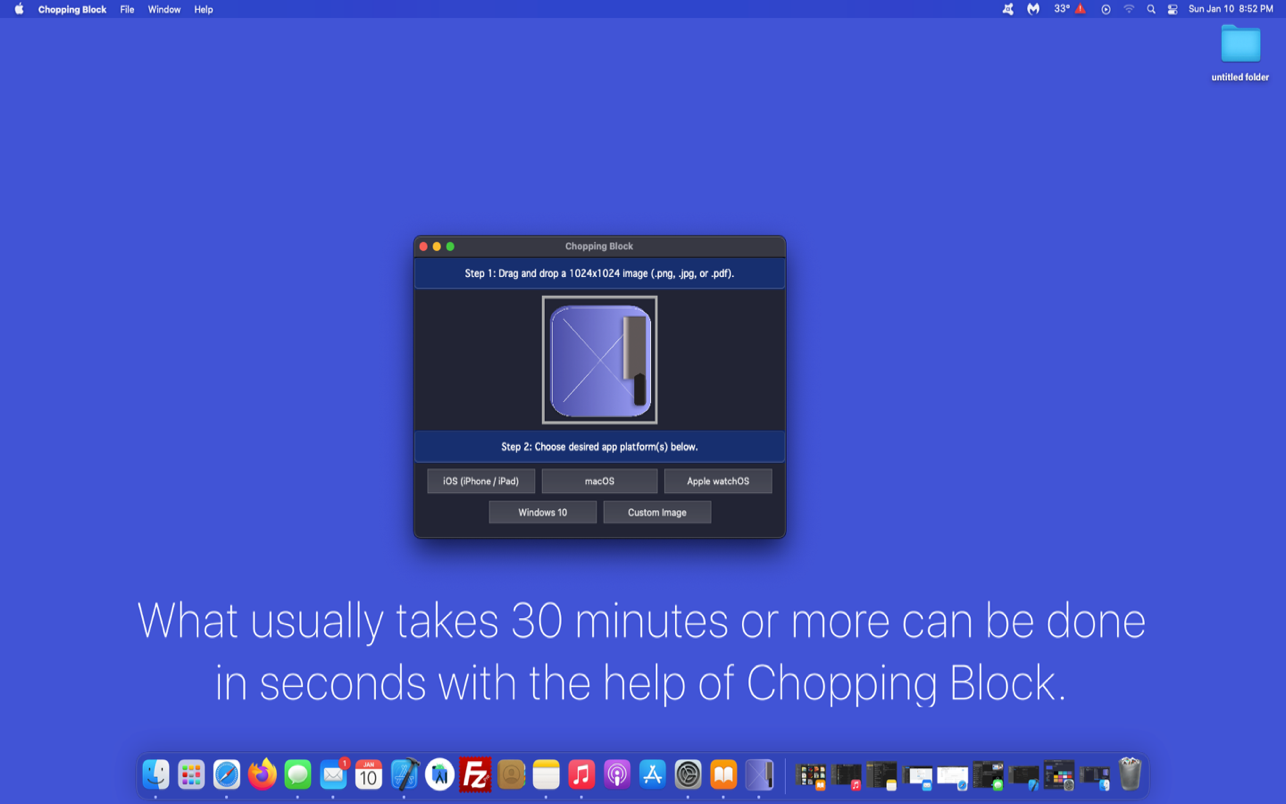 Chopping Block File Window Help 33° Sun Jan 10 8:52 PM
untitled folder
Chopping Block
Step 1: Drag and drop a 1024x1024 image (.png, .jpg, or .pdf).
Step 2: Choose desired app platform(s) below.
iOS (iPhone / iPad) macOS Apple watchOS
Windows 10 Custom Image
What usually takes 30 minutes or more can be done
in seconds with the help of Chopping Block.
1
JAN
10
Fz